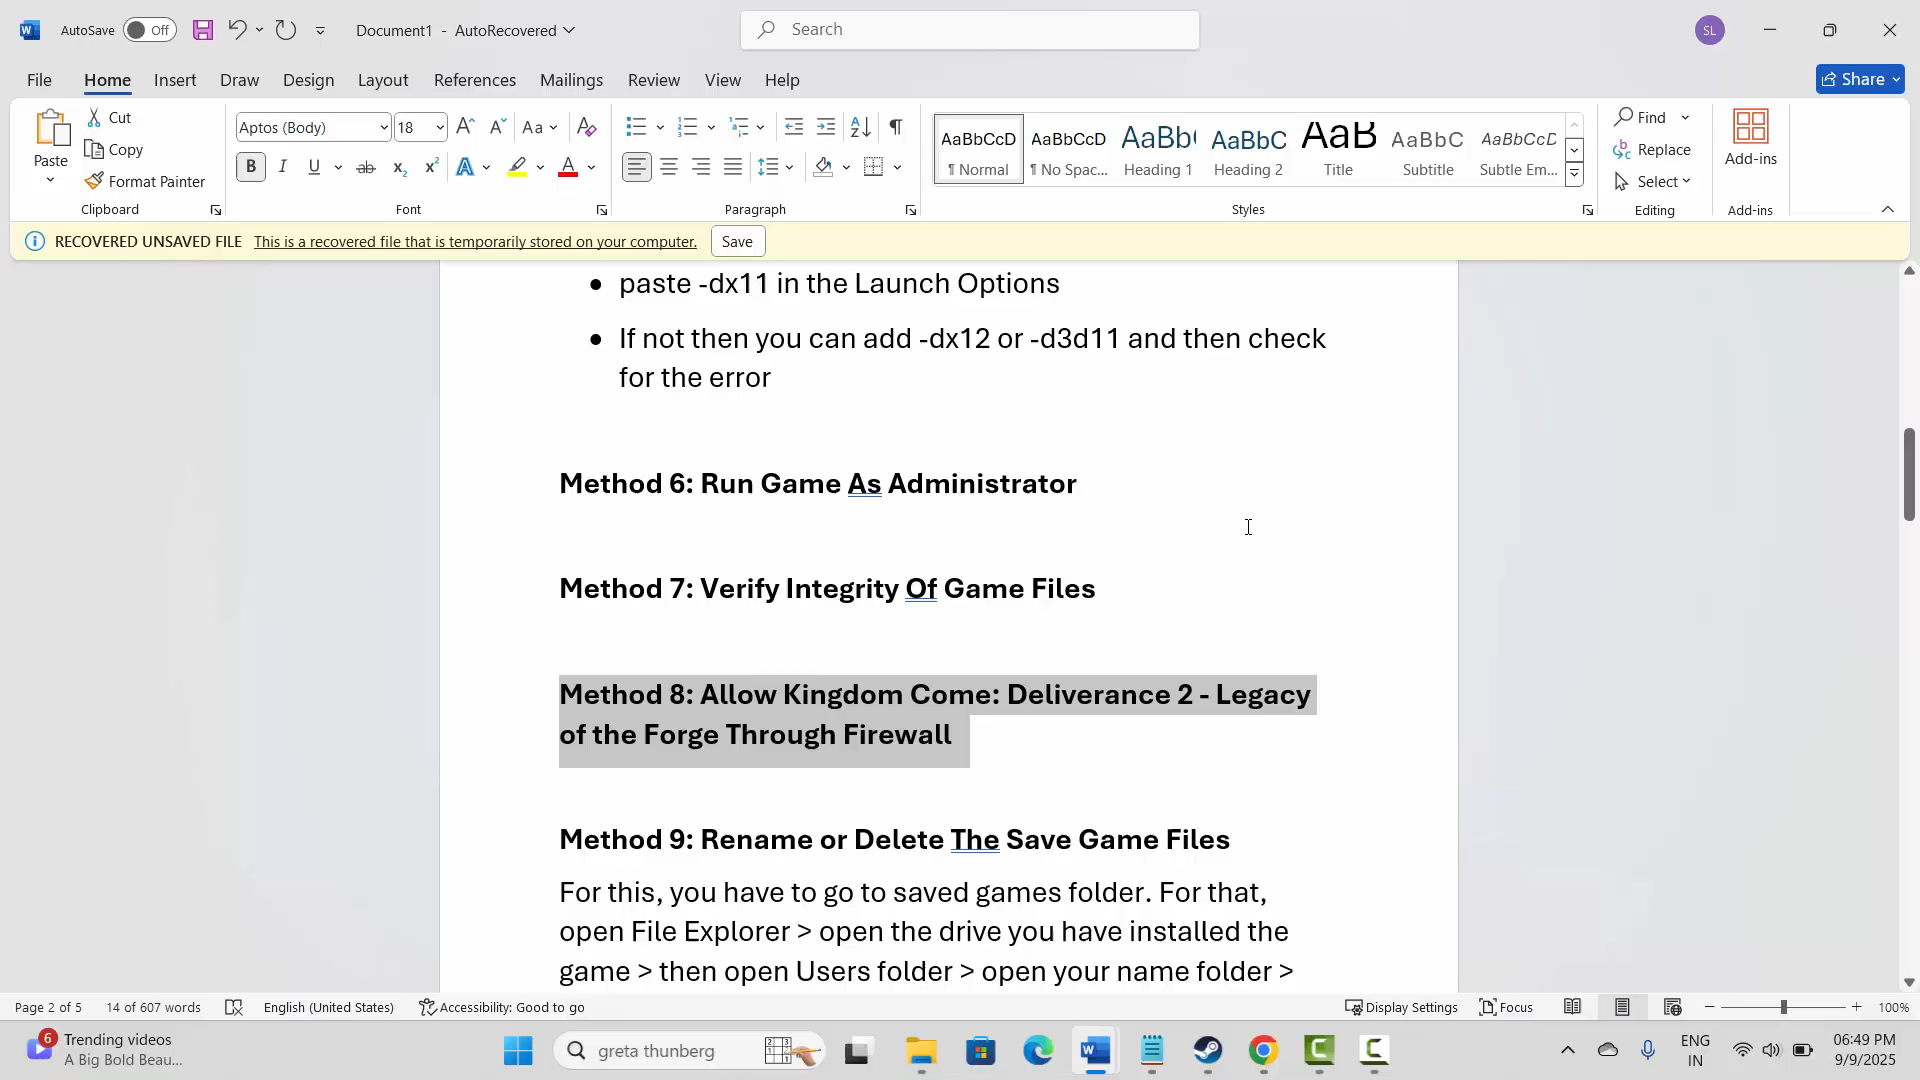 AutoSave
Off
Document1 - AutoRecovered
Search
SL
File
Home
Insert
Draw
Design
Layout
References
Mailings
Review
View
Help
Share
Paste
Cut
Copy
Format Painter
Clipboard
Aptos (Body)
18
Font
Paragraph
AaBbCcD
¶ Normal
AaBbCcD
¶ No Spac...
AaBb(
Heading 1
AaBbC
Heading 2
AaB
Title
AaBbC
Subtitle
AaBbCcD
Subtle Em...
Styles
Find
Replace
Select
Editing
Add-ins
Add-ins
RECOVERED UNSAVED FILE This is a recovered file that is temporarily stored on your computer. Save
• paste -dx11 in the Launch Options
• If not then you can add -dx12 or -d3d11 and then check
for the error
Method 6: Run Game As Administrator
Method 7: Verify Integrity Of Game Files
Method 8: Allow Kingdom Come: Deliverance 2 - Legacy
of the Forge Through Firewall
Method 9: Rename or Delete The Save Game Files
For this, you have to go to saved games folder. For that,
open File Explorer > open the drive you have installed the
game > then open Users folder > open your name folder >
Page 2 of 5
14 of 607 words
English (United States)
Accessibility: Good to go
Display Settings
Focus
100%
6
Trending videos
A Big Bold Beau...
greta thunberg
ENG
IN
06:49 PM
9/9/2025